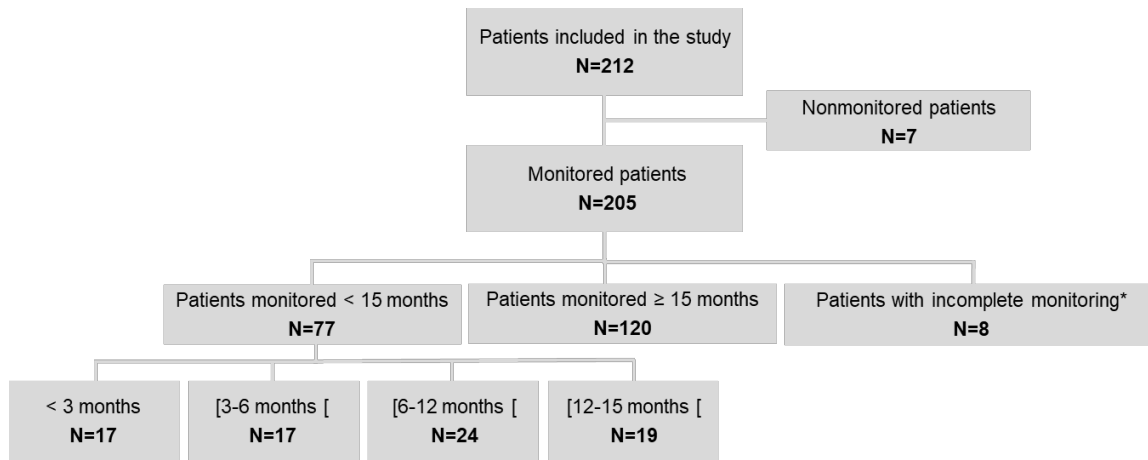 Patients included in the study
N=212
Nonmonitored patients
N=7
Monitored patients
N=205
Patients monitored < 15 months
N=77
Patients monitored ≥ 15 months
N=120
Patients with incomplete monitoring*
N=8
< 3 months
N=17
[3-6 months [
N=17
[6-12 months [
N=24
[12-15 months [
N=19